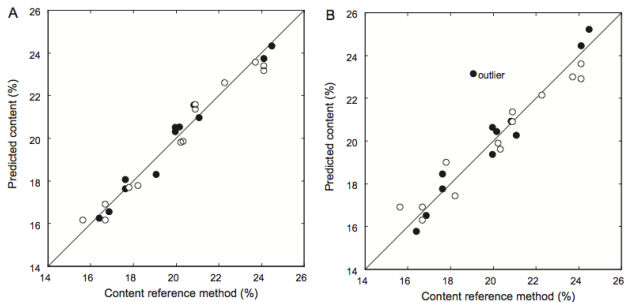 A
Predicted content (%)
26
24
22
20
18
16
14
14 16 18 20 22 24 26
Content reference method (%)
B
Predicted content (%)
26
24
22
20
18
16
14
outlier
14 16 18 20 22 24 26
Content reference method (%)